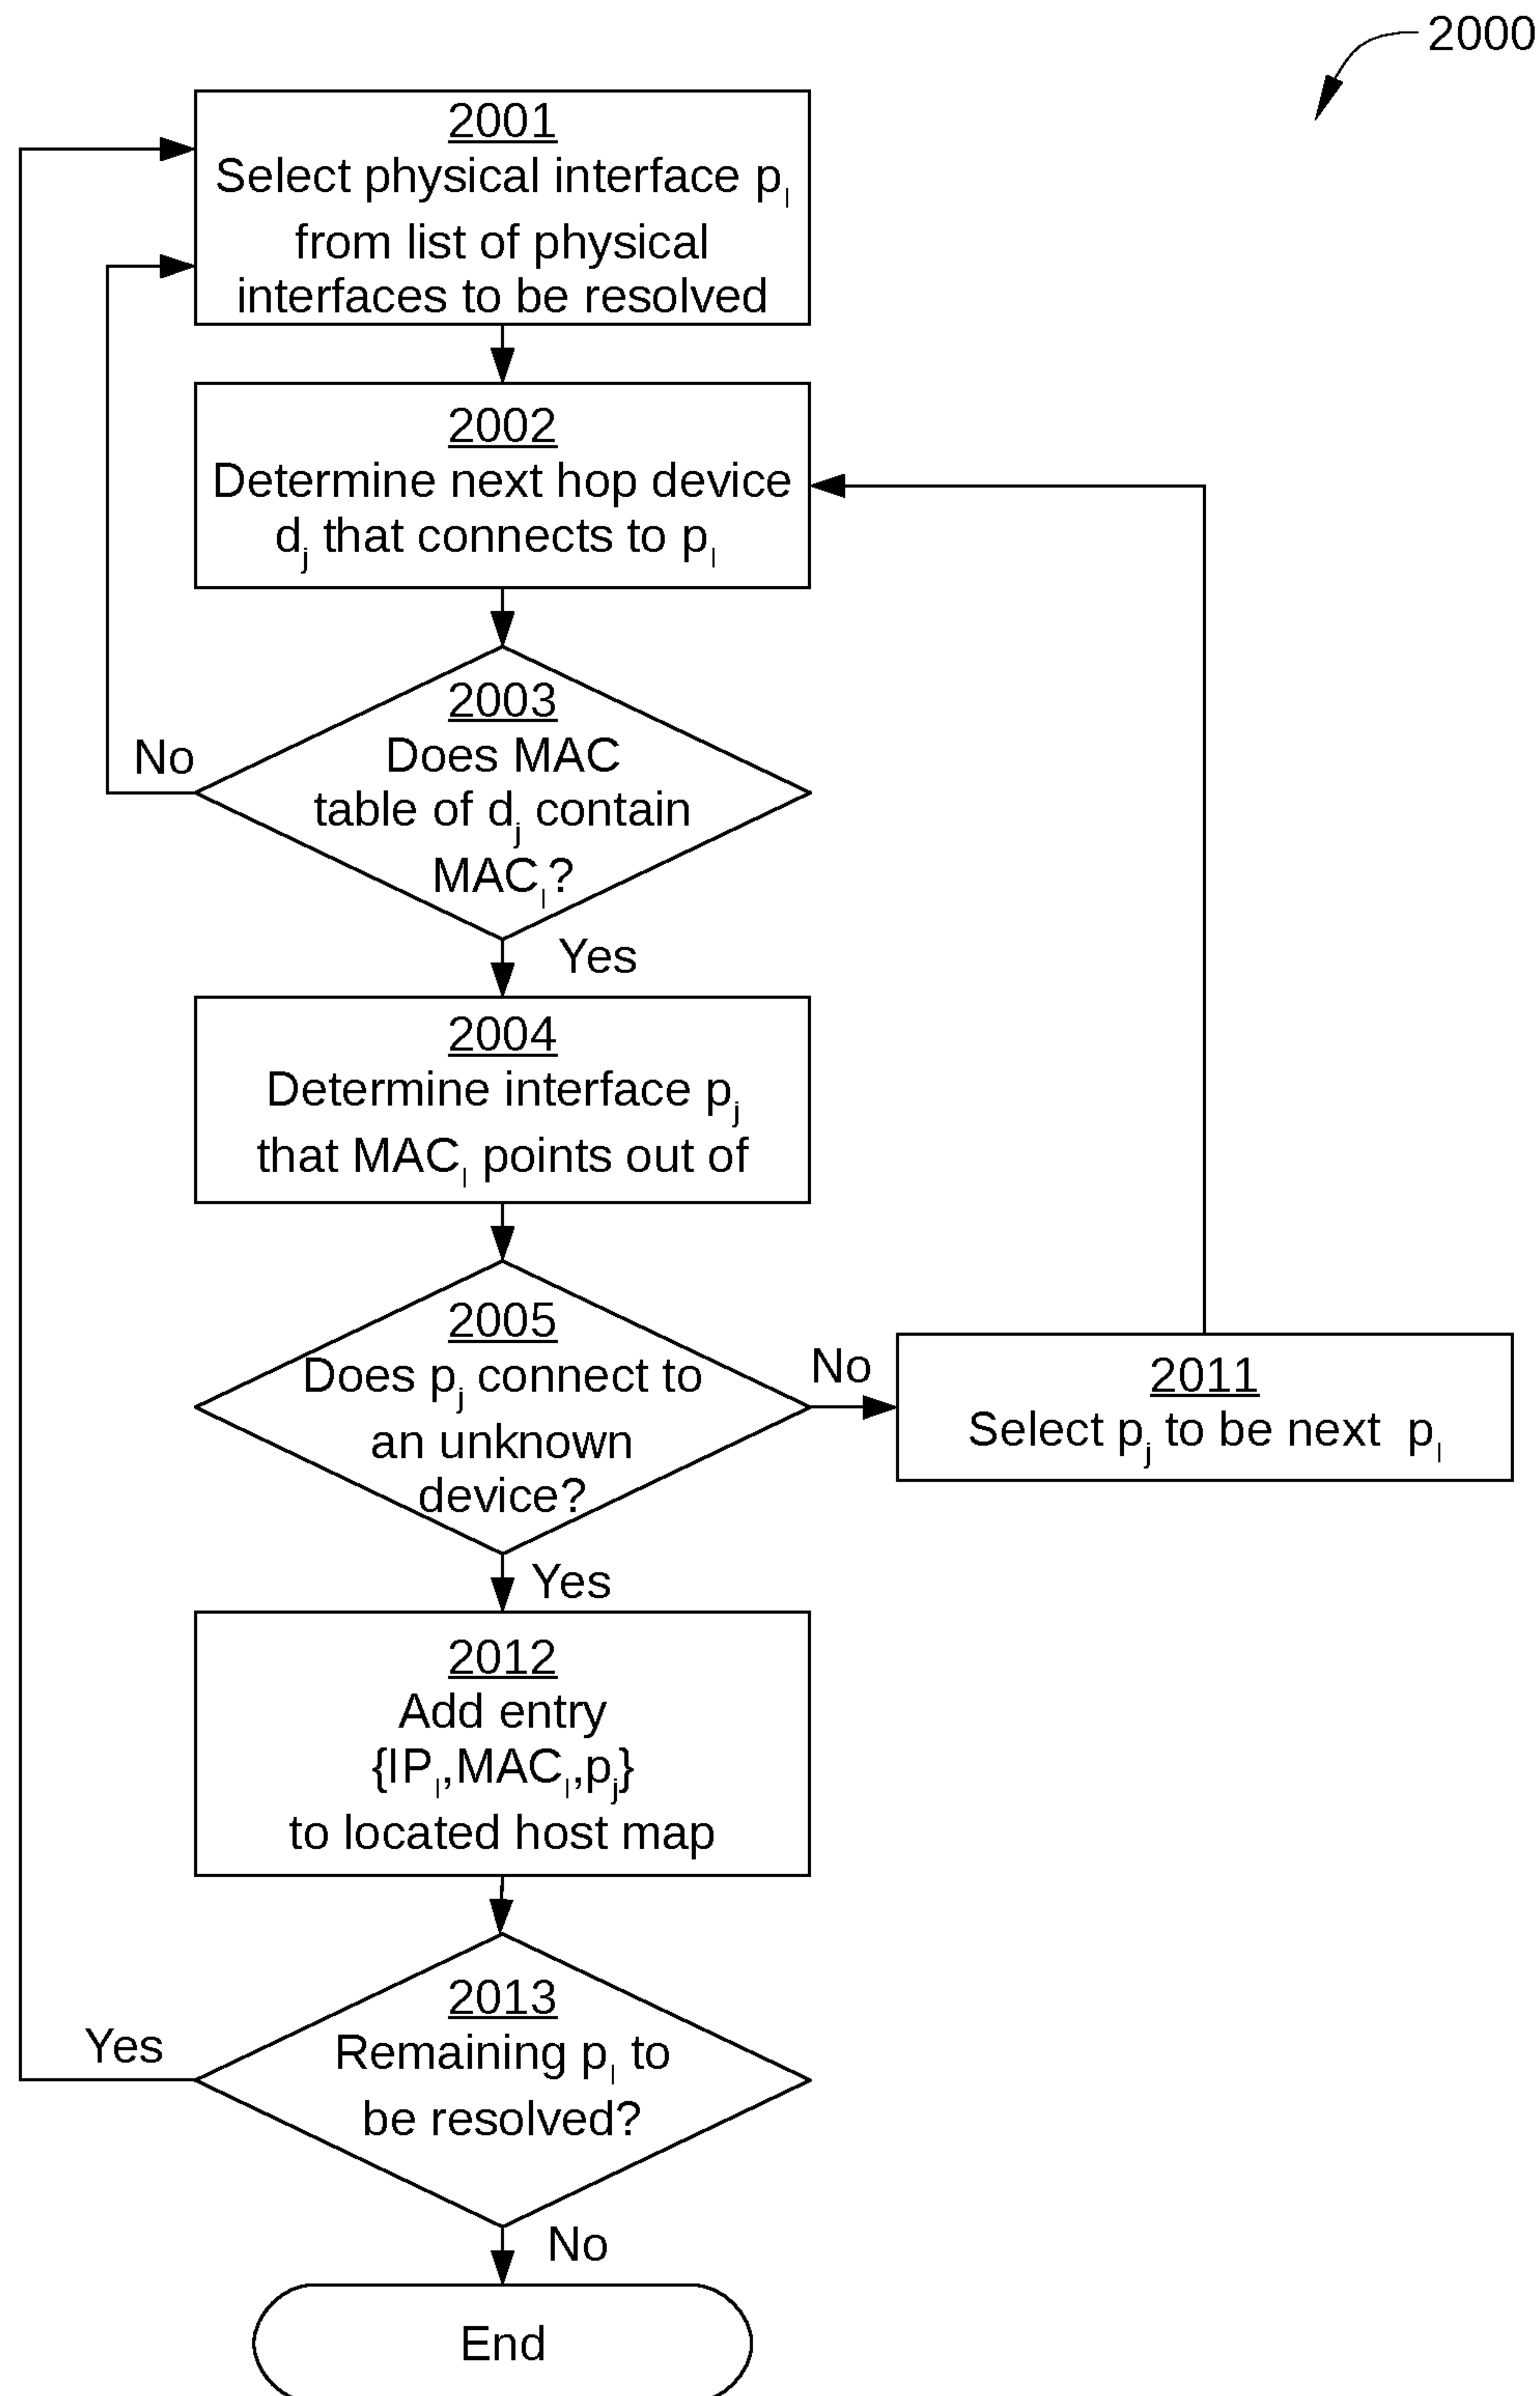 2000
2001
Select physical interface pl
from list of physical
interfaces to be resolved
2002
Determine next hop device
dj that connects to pl
2003
Does MAC
table of dj contain
MACl?
No
Yes
2004
Determine interface pj
that MACl points out of
2005
Does pj connect to
an unknown
device?
No
2011
Select pj to be next pl
Yes
2012
Add entry
{IPl,MACl,pj}
to located host map
2013
Remaining pl to
be resolved?
Yes
No
End